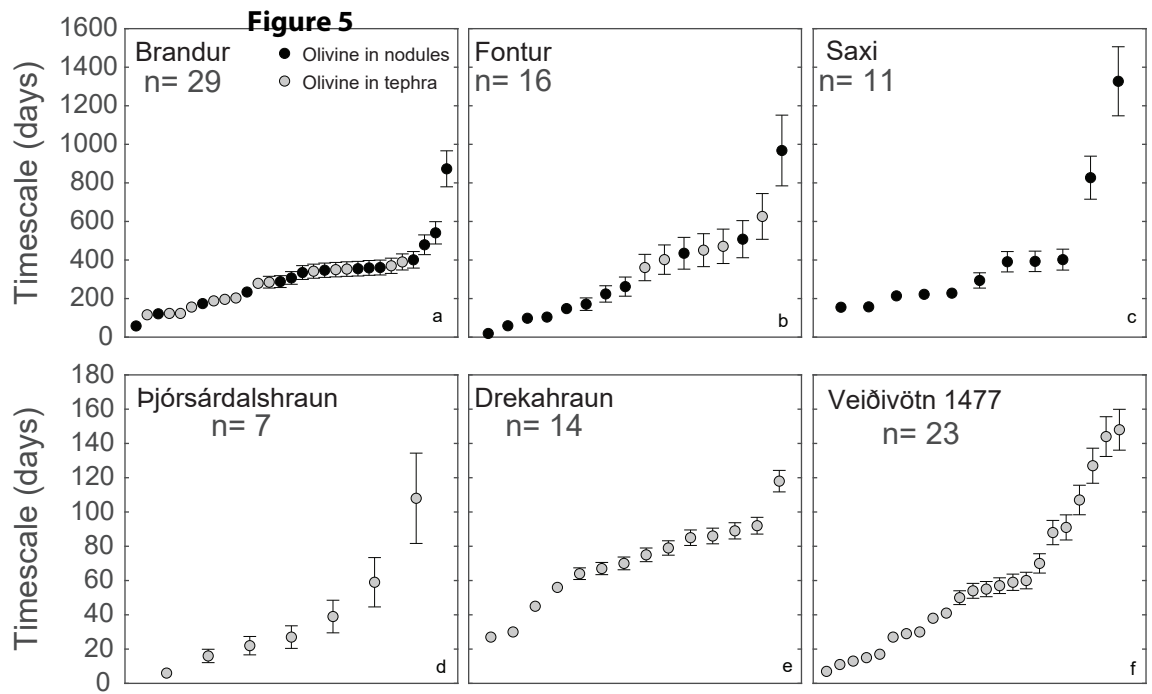 Figure 5
Brandur
n= 29
Olivine in nodules
Olivine in tephra
Fontur
n= 16
Saxi
n= 11
Timescale (days)
1600
1400
1200
1000
800
600
400
200
0
a
b
c
Þjórsárdalshraun
n= 7
Drekahraun
n= 14
Veiðivötn 1477
n= 23
Timescale (days)
180
160
140
120
100
80
60
40
20
0
d
e
f